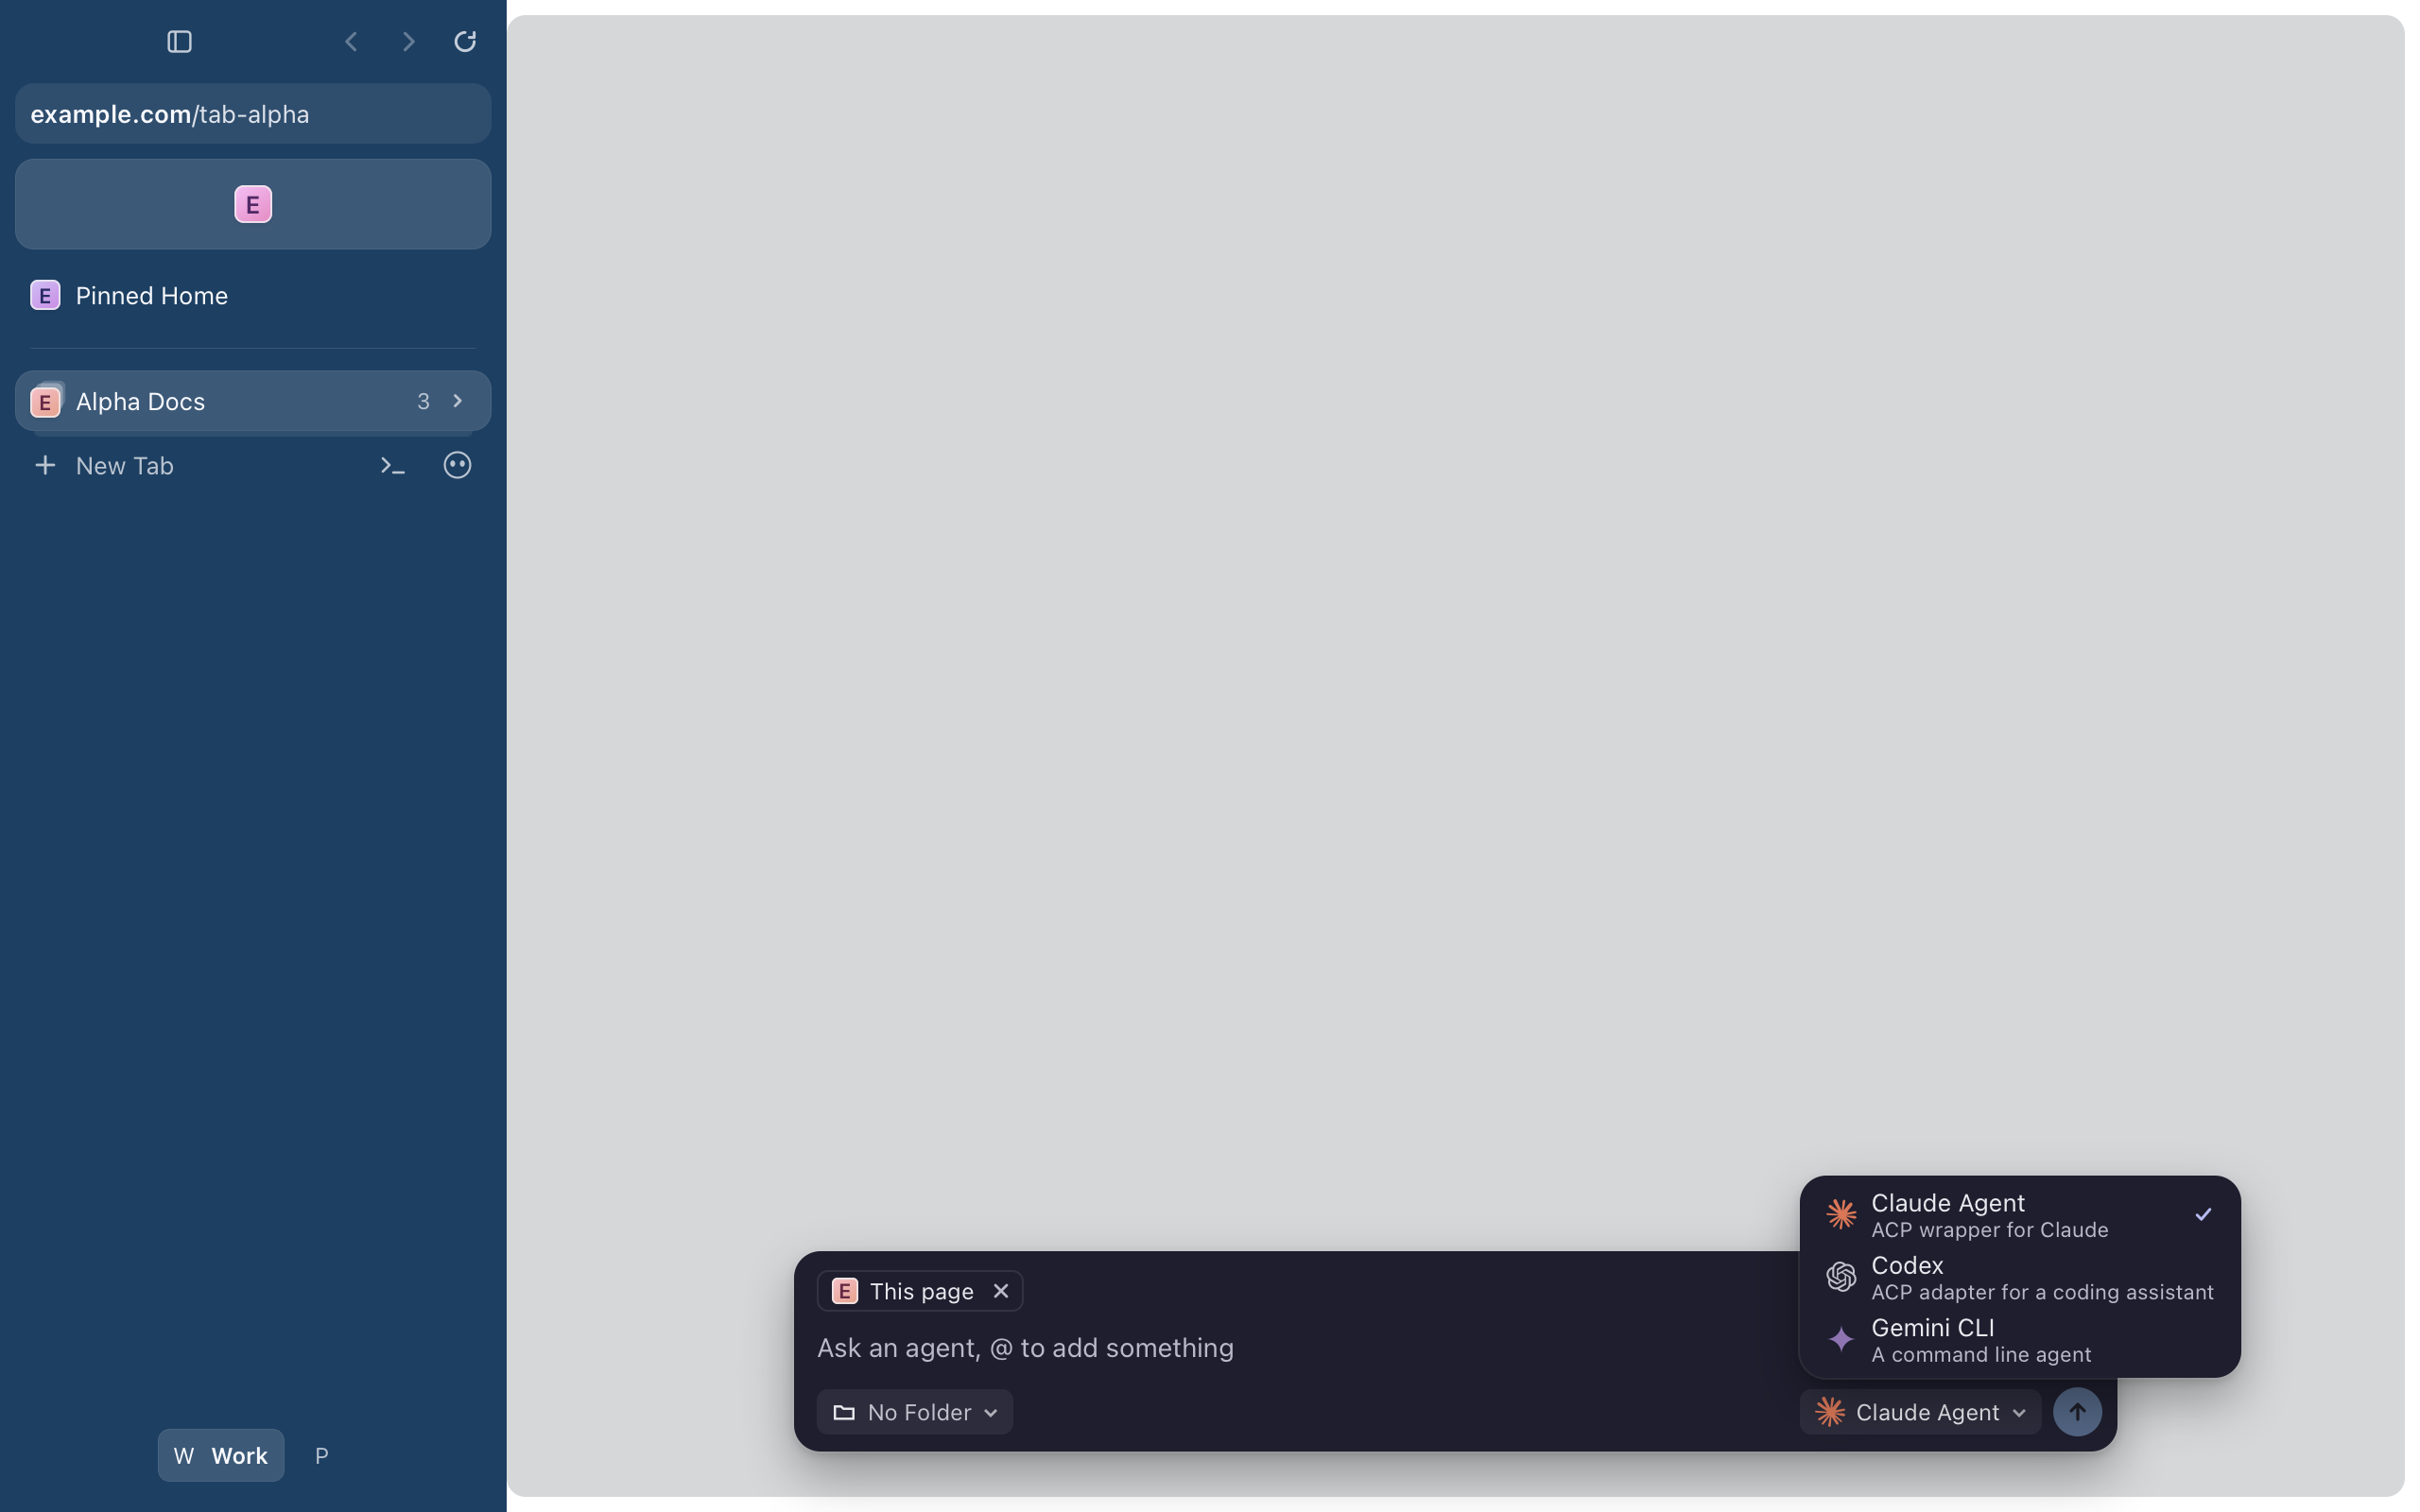 example.com/tab-alpha
E
E Pinned Home
E Alpha Docs 3
New Tab
Claude Agent
ACP wrapper for Claude
Codex
ACP adapter for a coding assistant
Gemini CLI
A command line agent
E This page
Ask an agent, @ to add something
No Folder
Claude Agent
W Work P